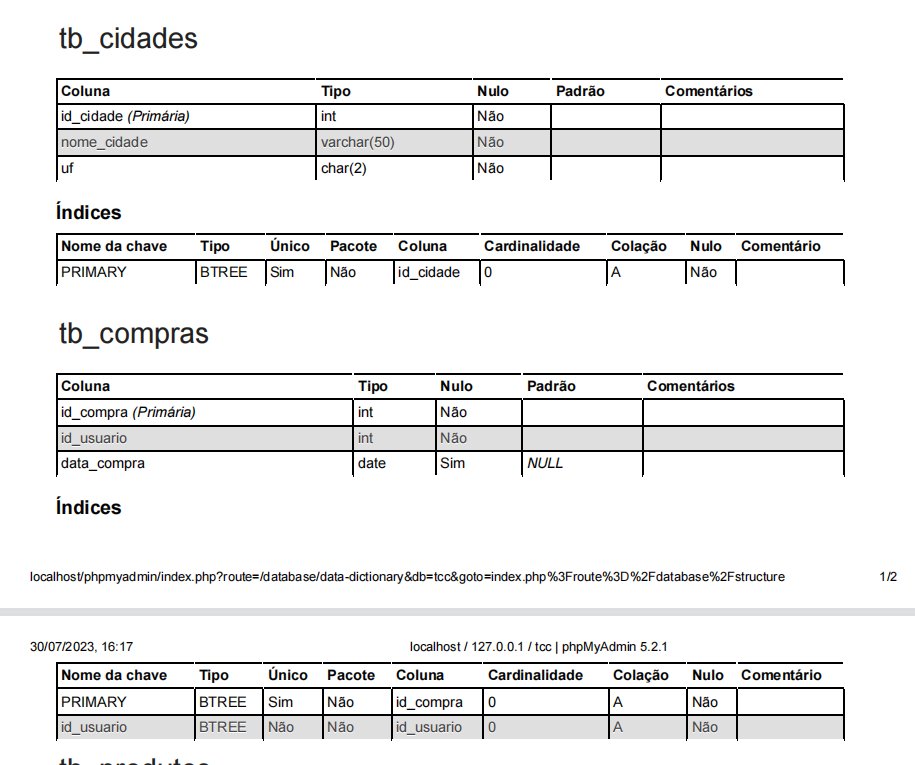 tb_cidades
Coluna Tipo Nulo Padrão Comentários
id_cidade (Primária) int Não
nome_cidade varchar(50) Não
uf char(2) Não
Índices
Nome da chave Tipo Único Pacote Coluna Cardinalidade Colação Nulo Comentário
PRIMARY BTREE Sim Não id_cidade 0 A Não
tb_compras
Coluna Tipo Nulo Padrão Comentários
id_compra (Primária) int Não
id_usuario int Não
data_compra date Sim NULL
Índices
localhost/phpmyadmin/index.php?route=/database/data-dictionary&db=tcc&goto=index.php%3Froute%3D%2Fdatabase%2Fstructure 1/2
30/07/2023, 16:17 localhost / 127.0.0.1 / tcc | phpMyAdmin 5.2.1
Nome da chave Tipo Único Pacote Coluna Cardinalidade Colação Nulo Comentário
PRIMARY BTREE Sim Não id_compra 0 A Não
id_usuario BTREE Não Não id_usuario 0 A Não
tb_produtos